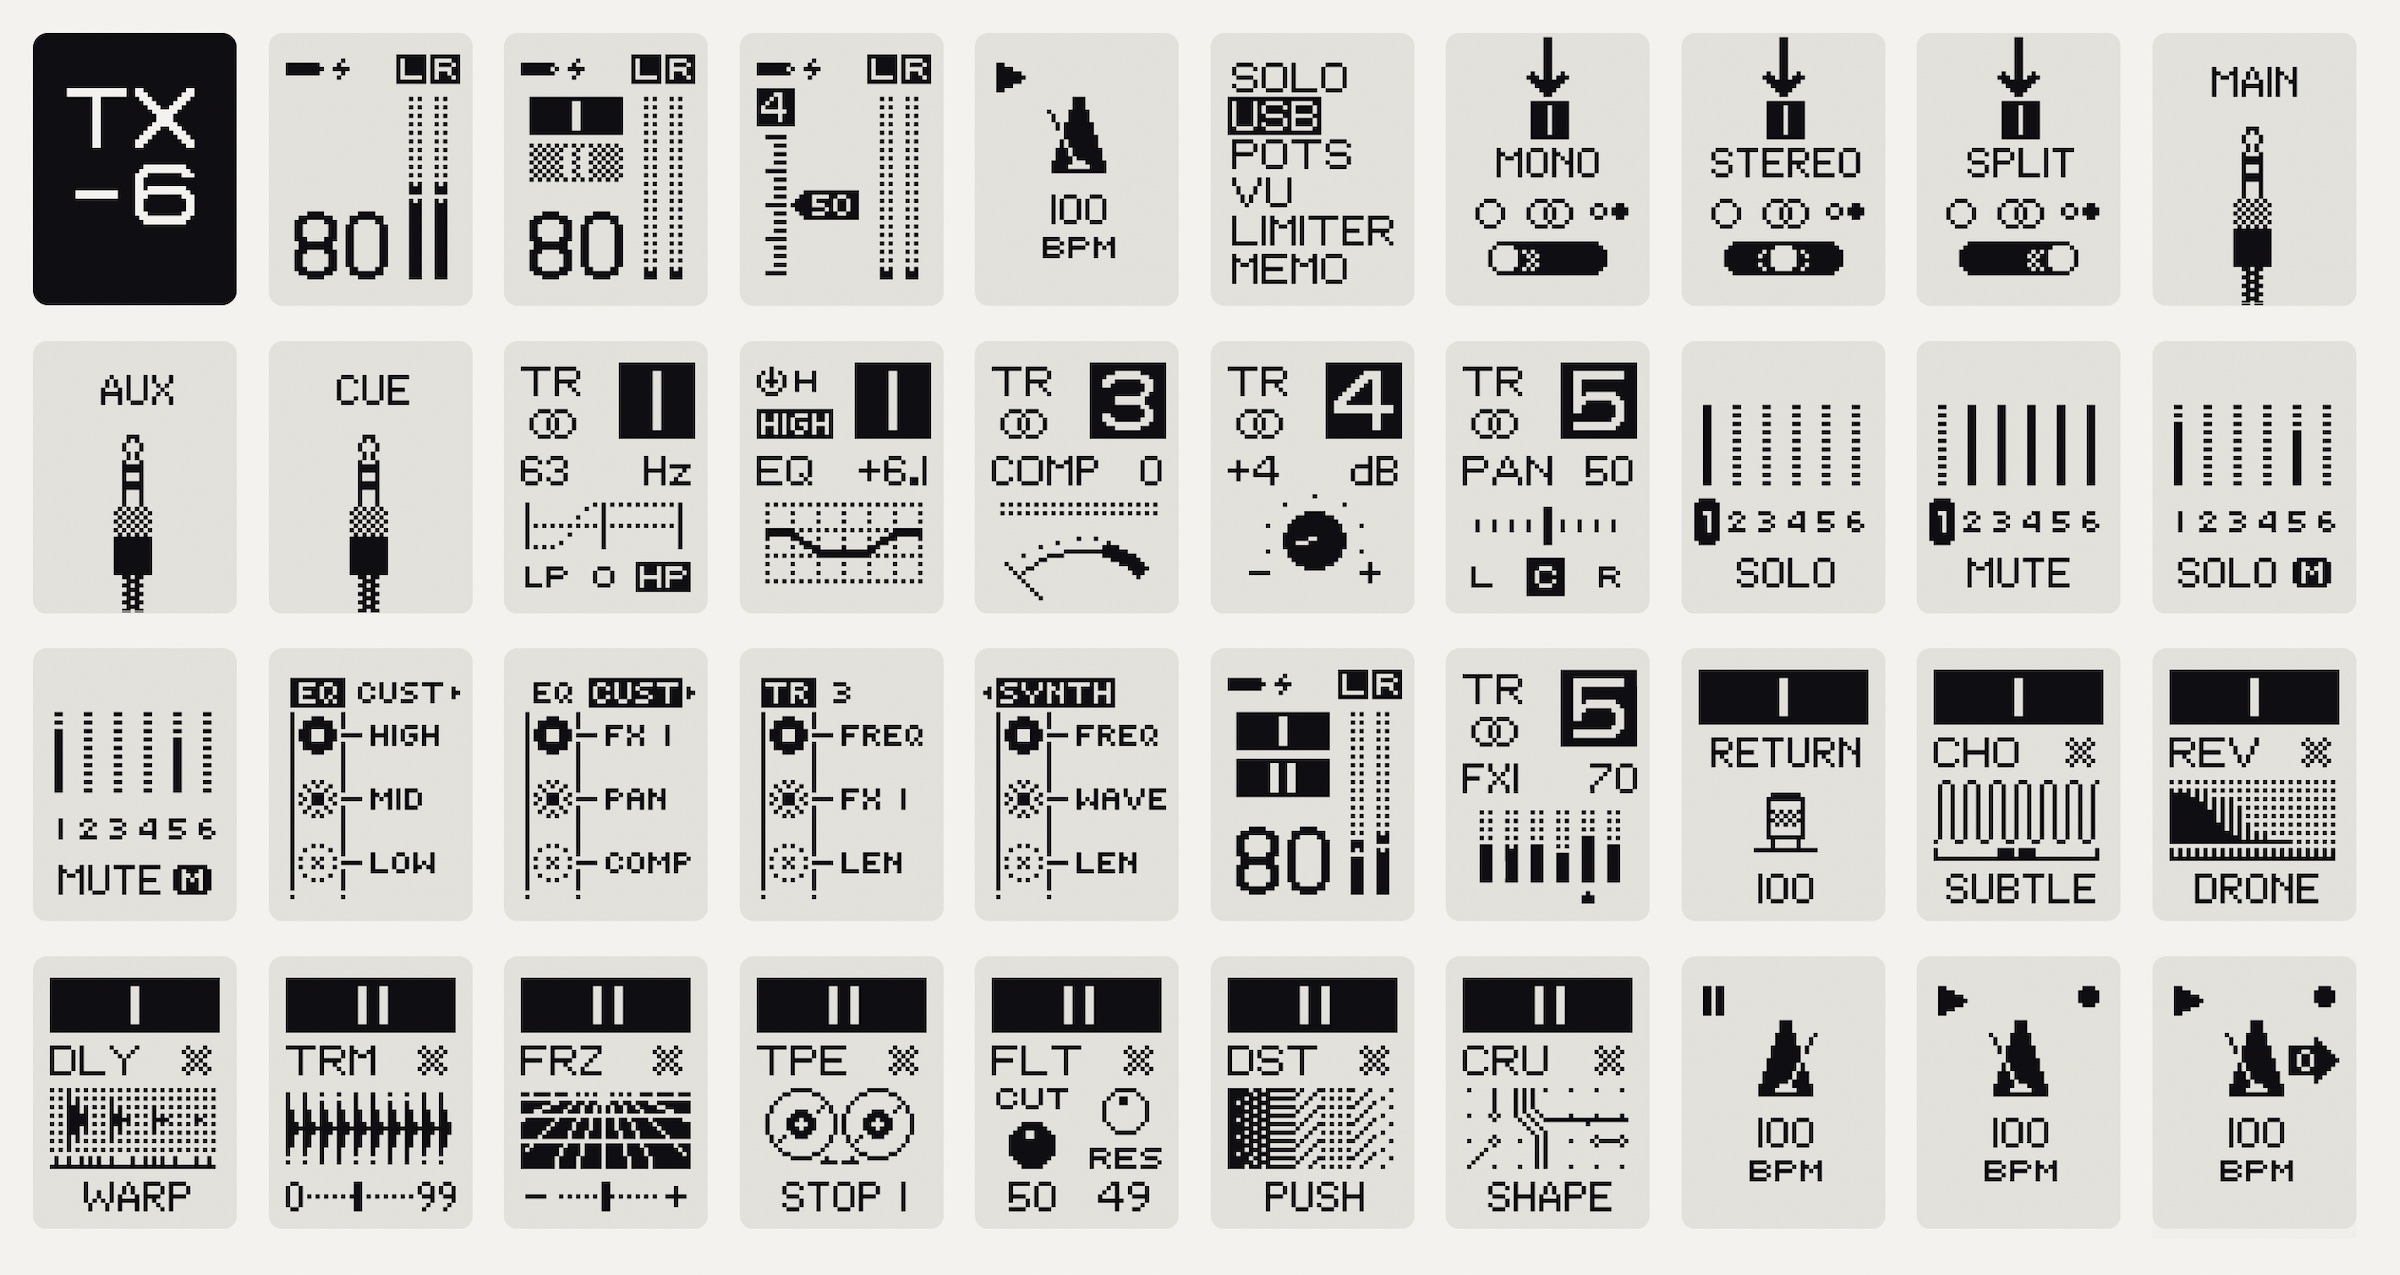 TX
-6
L R
80
L R
I
80
L R
4
50
100
BPM
SOLO
USB
POTS
VU
LIMITER
MEMO
I
MONO
I
STEREO
I
SPLIT
MAIN
AUX
CUE
TR I
63 Hz
LP O HP
H I
HIGH
EQ +6.1
TR 3
COMP 0
TR 4
+4 dB
- +
TR 5
PAN 50
L C R
1 2 3 4 5 6
SOLO
1 2 3 4 5 6
MUTE
1 2 3 4 5 6
SOLO M
1 2 3 4 5 6
MUTE M
EQ CUST
HIGH
MID
LOW
EQ CUST
FX I
PAN
COMP
TR 3
FREQ
FX I
LEN
SYNTH
FREQ
WAVE
LEN
L R
I
II
80
TR 5
FXI 70
I
RETURN
100
I
CHO
SUBTLE
I
REV
DRONE
I
DLY
WARP
II
TRM
0 99
II
FRZ
- +
II
TPE
STOP 1
II
FLT
CUT
RES
50 49
II
DST
PUSH
II
CRU
SHAPE
100
BPM
100
BPM
0
100
BPM